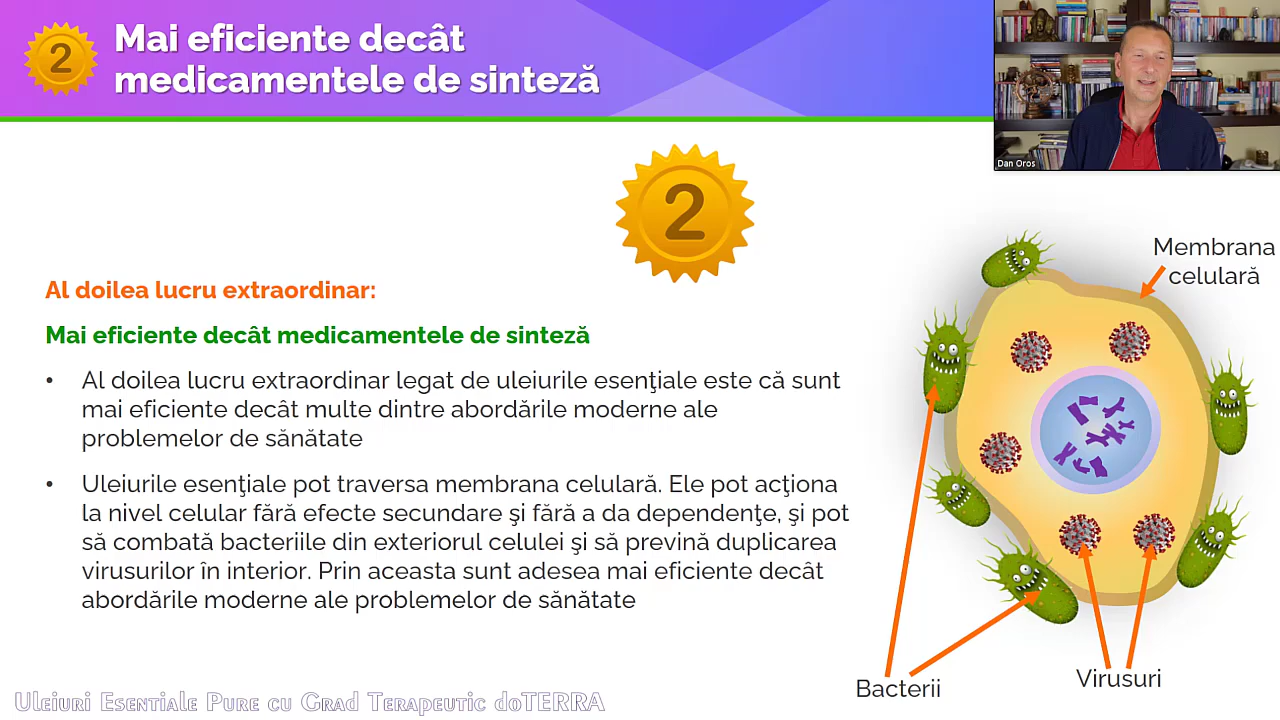 2
Mai eficiente decât
medicamentele de sinteză
Dan Oros
2
Al doilea lucru extraordinar:
Mai eficiente decât medicamentele de sinteză
• Al doilea lucru extraordinar legat de uleiurile esenţiale este că sunt
mai eficiente decât multe dintre abordările moderne ale
problemelor de sănătate
• Uleiurile esenţiale pot traversa membrana celulară. Ele pot acţiona
la nivel celular fără efecte secundare şi fără a da dependenţe, şi pot
să combată bacteriile din exteriorul celulei şi să prevină duplicarea
virusurilor în interior. Prin aceasta sunt adesea mai eficiente decât
abordările moderne ale problemelor de sănătate
Membrana
celulară
Bacterii
Virusuri
Uleiuri Esentiale Pure cu Grad Terapeutic doTERRA